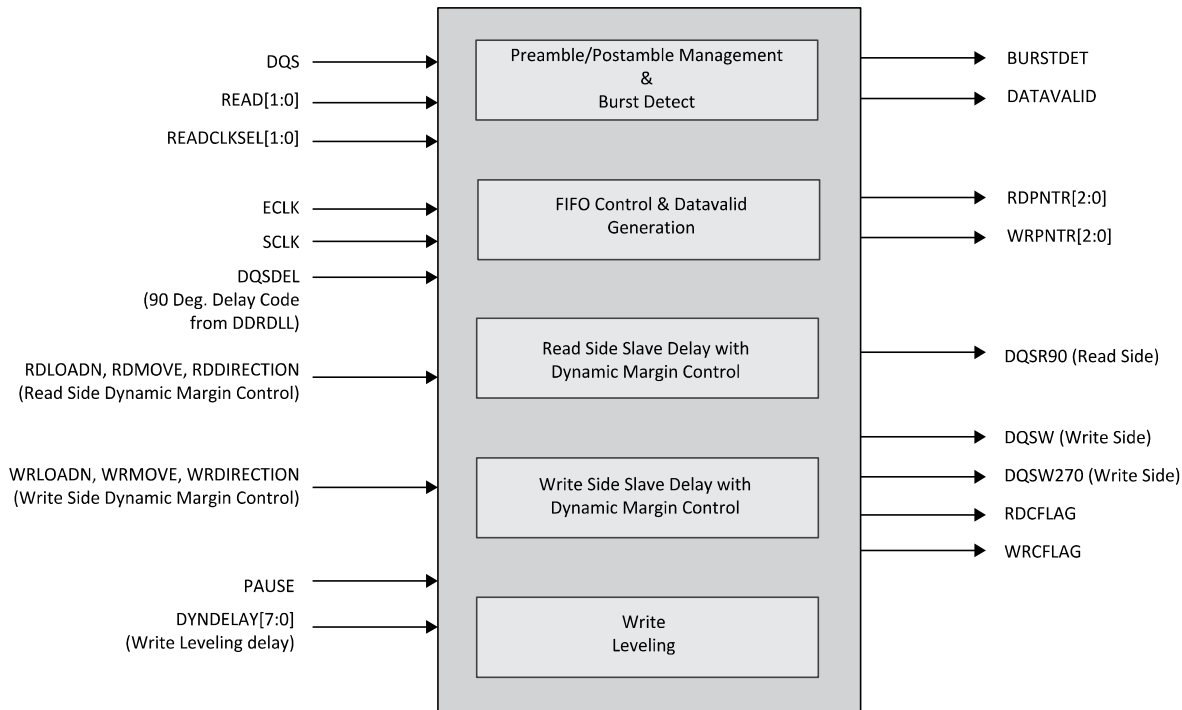 DQS
READ[1:0]
READCLKSEL[1:0]
ECLK
SCLK
DQSDEL
(90 Deg. Delay Code
from DDRDLL)
RDLOADN, RDMOVE, RDDIRECTION
(Read Side Dynamic Margin Control)
WRLOADN, WRMOVE, WRDIRECTION
(Write Side Dynamic Margin Control)
PAUSE
DYNDELAY[7:0]
(Write Leveling delay)
Preamble/Postamble Management
&
Burst Detect
FIFO Control & Datavalid
Generation
Read Side Slave Delay with
Dynamic Margin Control
Write Side Slave Delay with
Dynamic Margin Control
Write
Leveling
BURSTDET
DATAVALID
RDPNTR[2:0]
WRPNTR[2:0]
DQSR90 (Read Side)
DQSW (Write Side)
DQSW270 (Write Side)
RDCFLAG
WRCFLAG